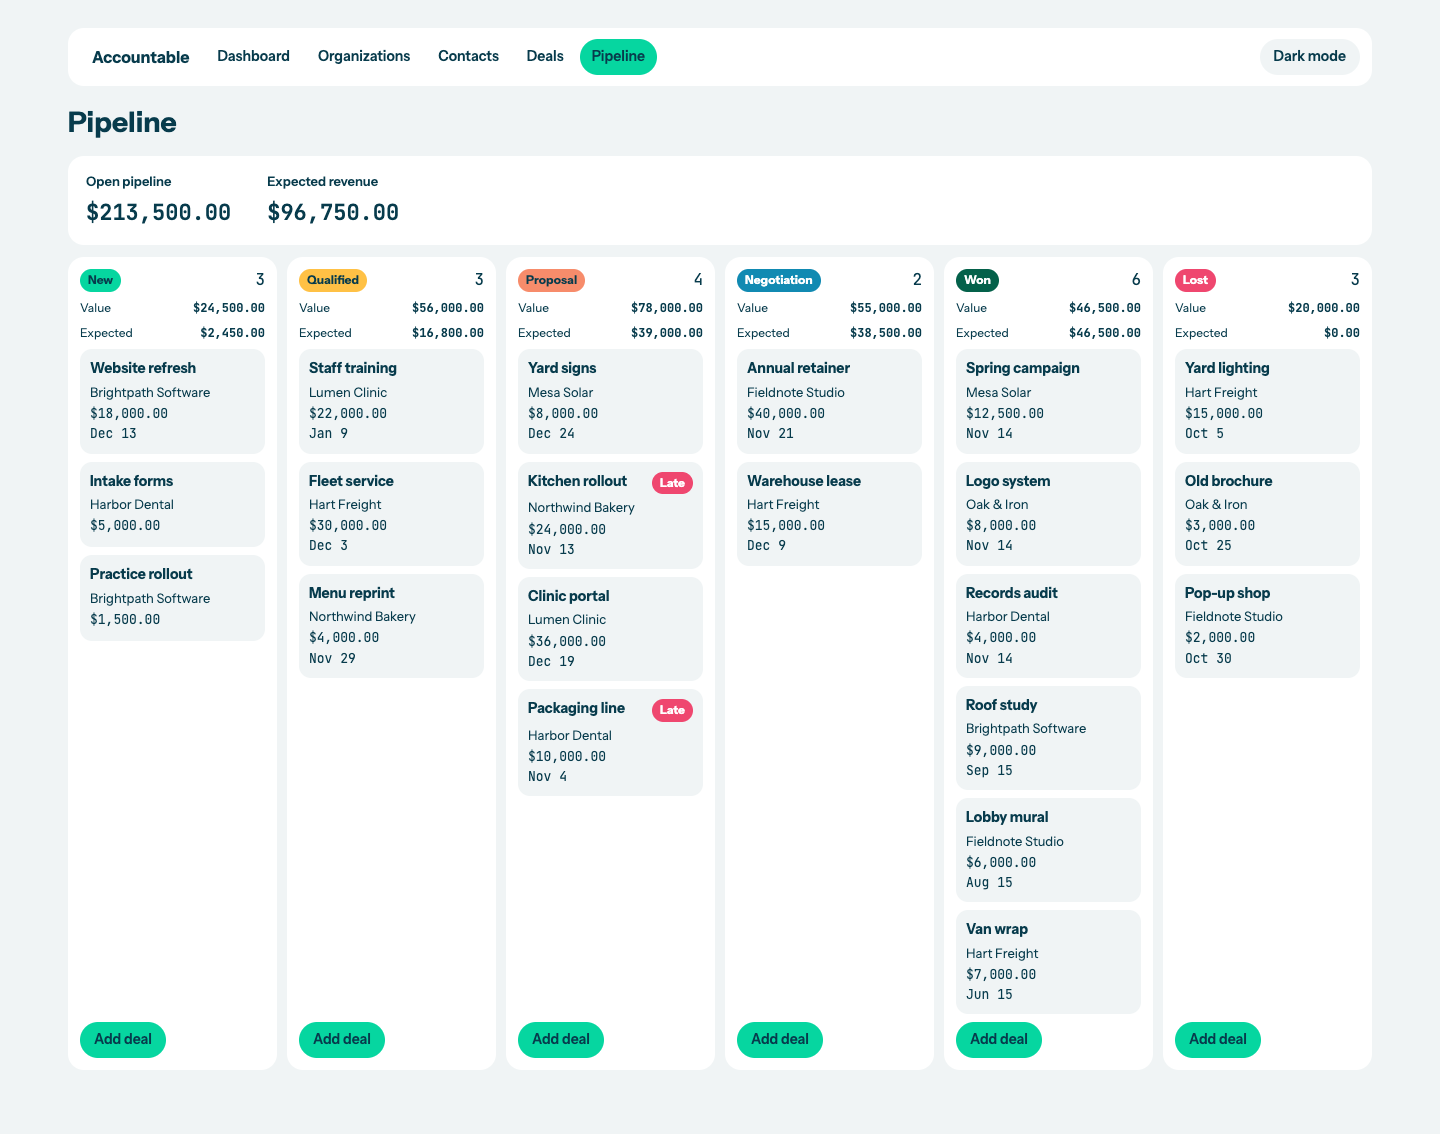 Accountable Dashboard Organizations Contacts Deals Pipeline Dark mode
Pipeline
Open pipeline
$213,500.00
Expected revenue
$96,750.00
New 3
Value $24,500.00
Expected $2,450.00
Website refresh
Brightpath Software
$18,000.00
Dec 13
Intake forms
Harbor Dental
$5,000.00
Practice rollout
Brightpath Software
$1,500.00
Add deal
Qualified 3
Value $56,000.00
Expected $16,800.00
Staff training
Lumen Clinic
$22,000.00
Jan 9
Fleet service
Hart Freight
$30,000.00
Dec 3
Menu reprint
Northwind Bakery
$4,000.00
Nov 29
Add deal
Proposal 4
Value $78,000.00
Expected $39,000.00
Yard signs
Mesa Solar
$8,000.00
Dec 24
Kitchen rollout Late
Northwind Bakery
$24,000.00
Nov 13
Clinic portal
Lumen Clinic
$36,000.00
Dec 19
Packaging line Late
Harbor Dental
$10,000.00
Nov 4
Add deal
Negotiation 2
Value $55,000.00
Expected $38,500.00
Annual retainer
Fieldnote Studio
$40,000.00
Nov 21
Warehouse lease
Hart Freight
$15,000.00
Dec 9
Add deal
Won 6
Value $46,500.00
Expected $46,500.00
Spring campaign
Mesa Solar
$12,500.00
Nov 14
Logo system
Oak & Iron
$8,000.00
Nov 14
Records audit
Harbor Dental
$4,000.00
Nov 14
Roof study
Brightpath Software
$9,000.00
Sep 15
Lobby mural
Fieldnote Studio
$6,000.00
Aug 15
Van wrap
Hart Freight
$7,000.00
Jun 15
Add deal
Lost 3
Value $20,000.00
Expected $0.00
Yard lighting
Hart Freight
$15,000.00
Oct 5
Old brochure
Oak & Iron
$3,000.00
Oct 25
Pop-up shop
Fieldnote Studio
$2,000.00
Oct 30
Add deal